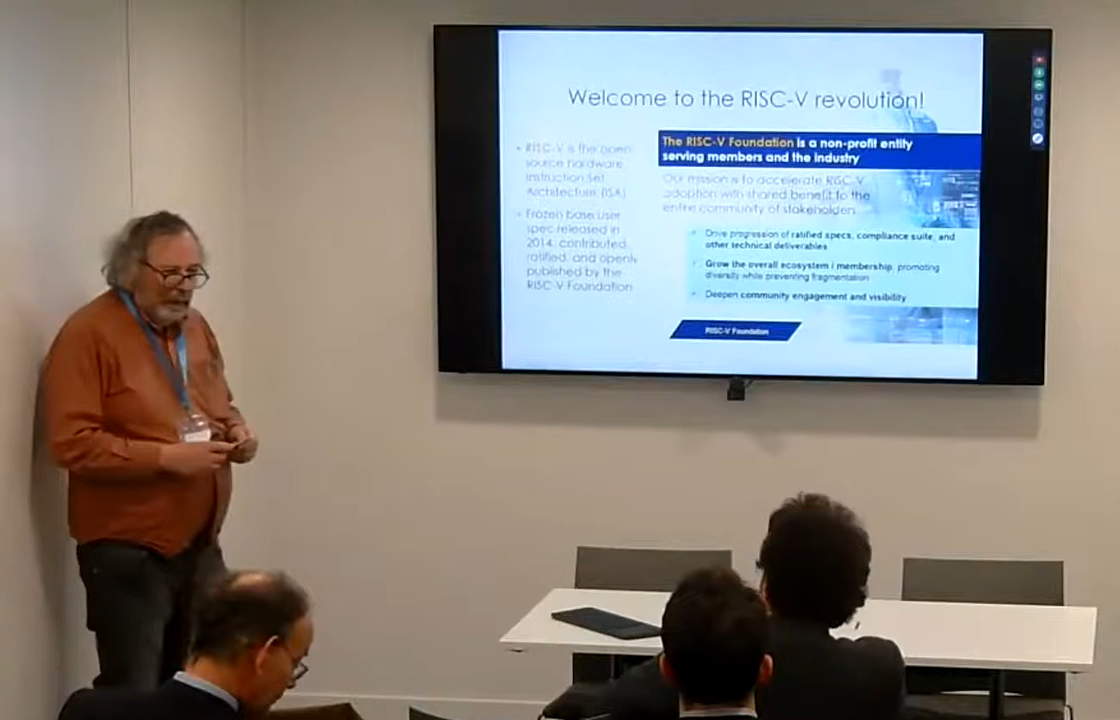 Welcome to the RISC-V revolution!
• RISC-V is the open
source hardware
Instruction Set
Architecture (ISA)
• Frozen base user
spec released in
2014, contributed,
ratified, and openly
published by the
RISC-V Foundation
The RISC-V Foundation is a non-profit entity
serving members and the industry
Our mission is to accelerate RISC-V
adoption with shared benefit to the
entire community of stakeholders.
Drive progression of ratified specs, compliance suite, and
other technical deliverables
Grow the overall ecosystem / membership, promoting
diversity while preventing fragmentation
Deepen community engagement and visibility
RISC-V Foundation